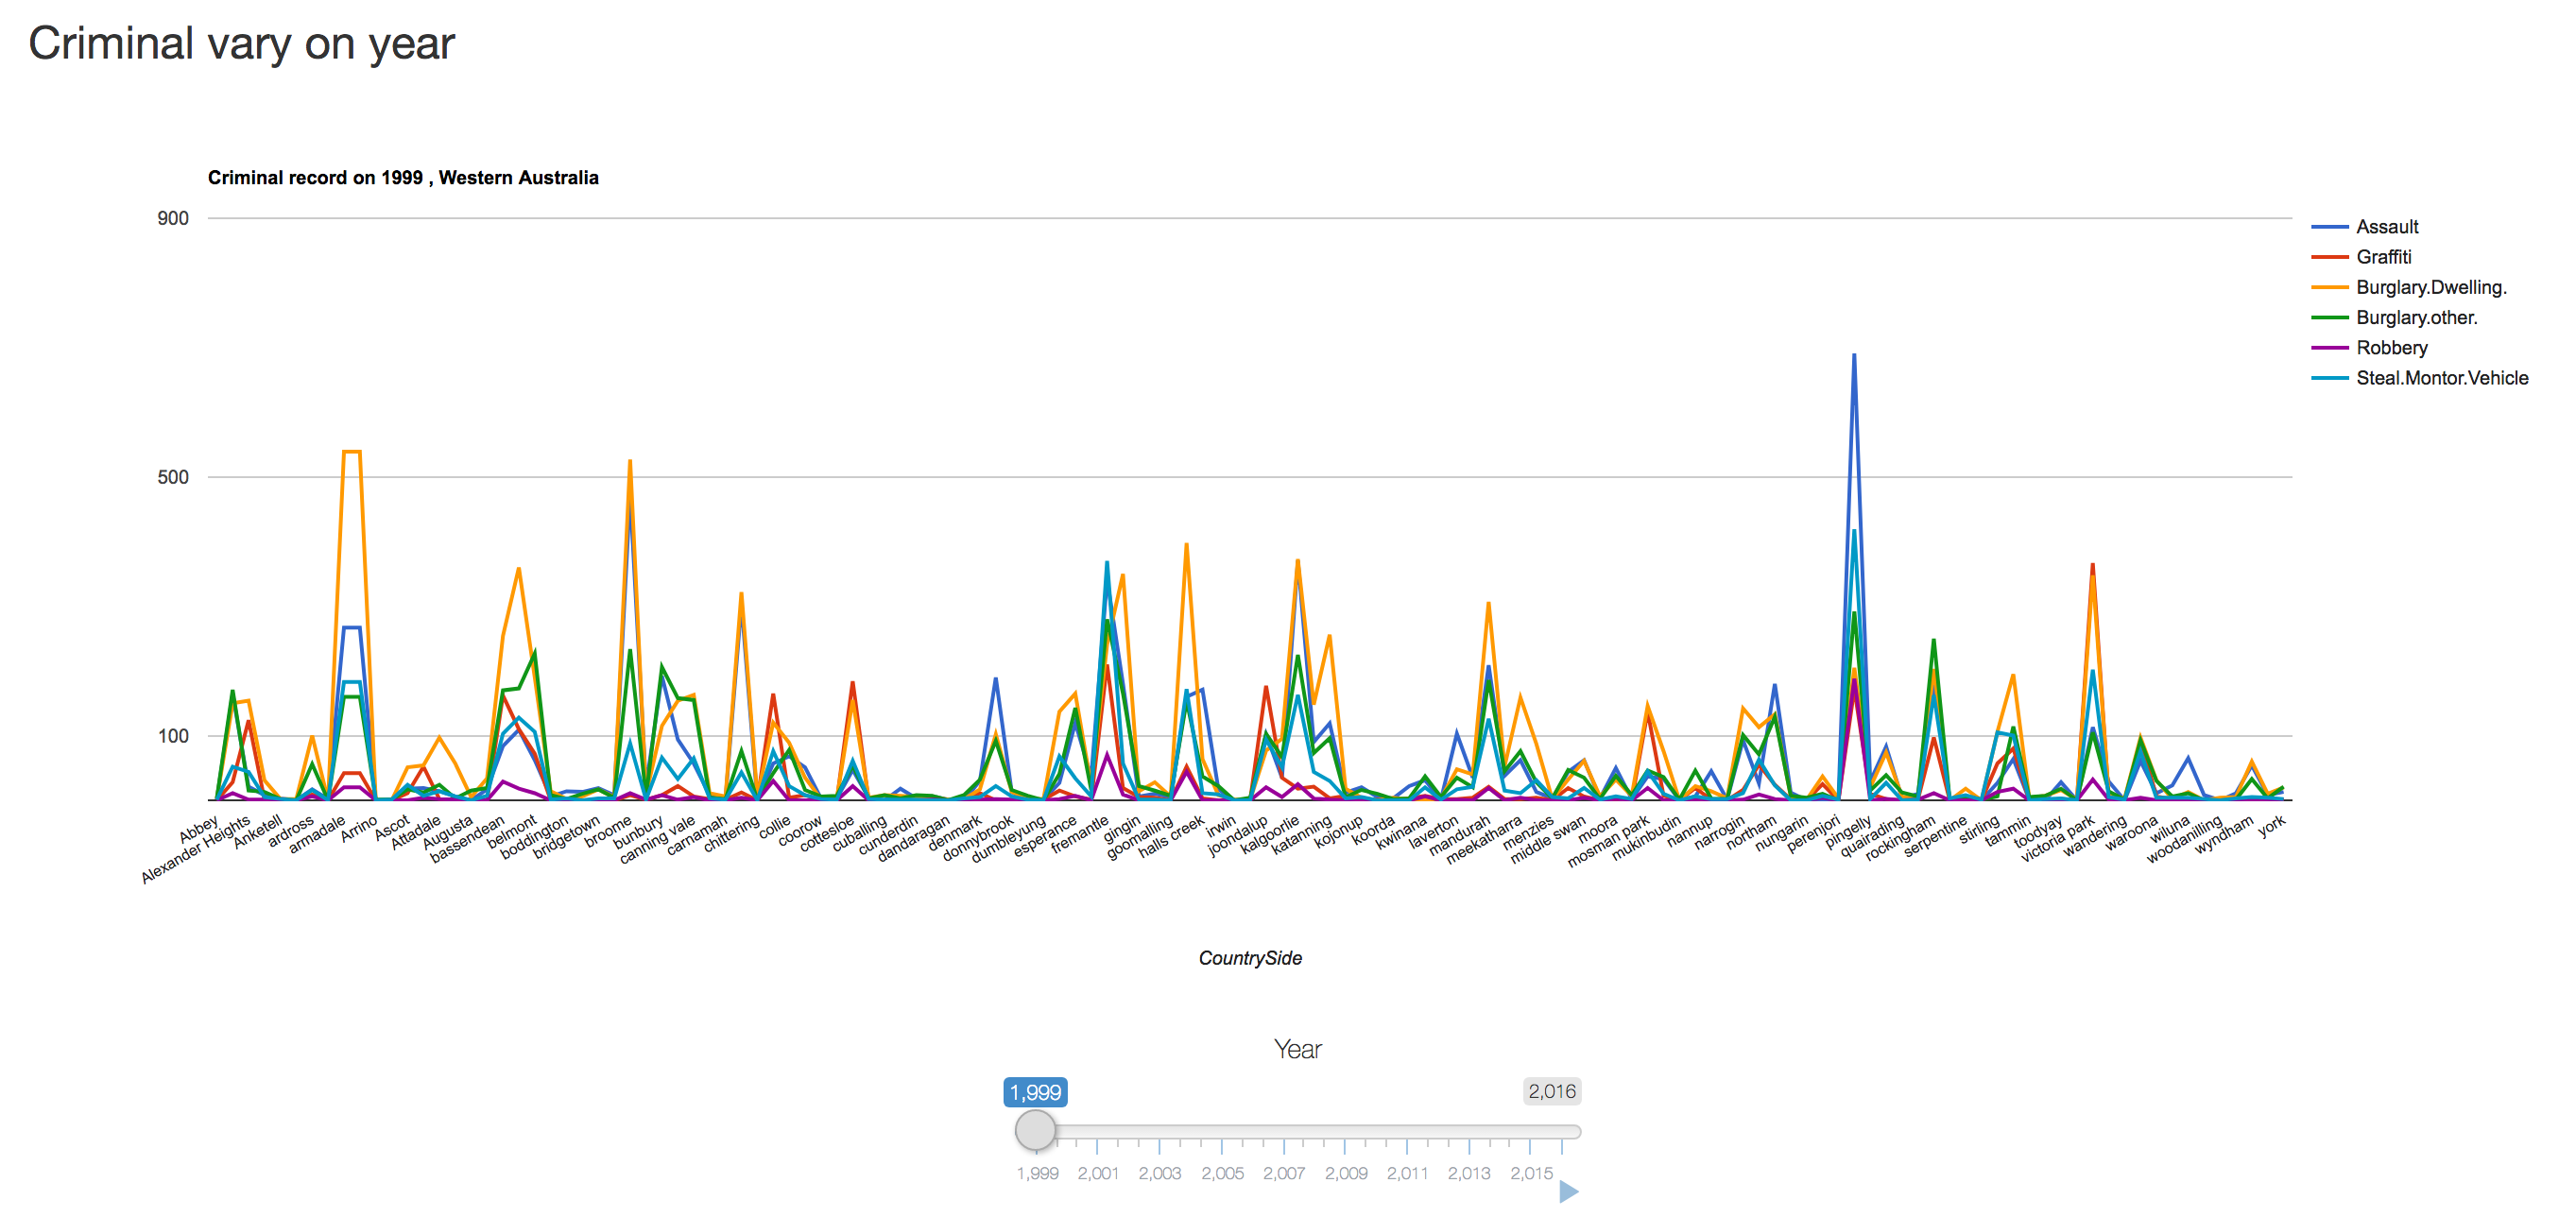 Criminal vary on year
Criminal record on 1999 , Western Australia
900
500
100
Assault
Graffiti
Burglary.Dwelling.
Burglary.other.
Robbery
Steal.Montor.Vehicle
Abbey
Alexander Heights
Anketell
ardross
armadale
Arrino
Ascot
Attadale
Augusta
bassendean
belmont
boddington
bridgetown
broome
bunbury
canning vale
carnamah
chittering
collie
coorow
cottesloe
cuballing
cunderdin
dandaragan
denmark
donnybrook
dumbleyung
esperance
fremantle
gingin
goomalling
halls creek
irwin
joondalup
kalgoorlie
katanning
kojonup
koorda
kwinana
laverton
mandurah
meekatharra
menzies
middle swan
moora
mosman park
mukinbudin
nannup
narrogin
northam
nungarin
perenjori
pingelly
quairading
rockingham
serpentine
stirling
tammin
toodyay
victoria park
wandering
waroona
wiluna
woodanilling
wyndham
york
CountrySide
Year
1,999
2,016
1,999
2,001
2,003
2,005
2,007
2,009
2,011
2,013
2,015